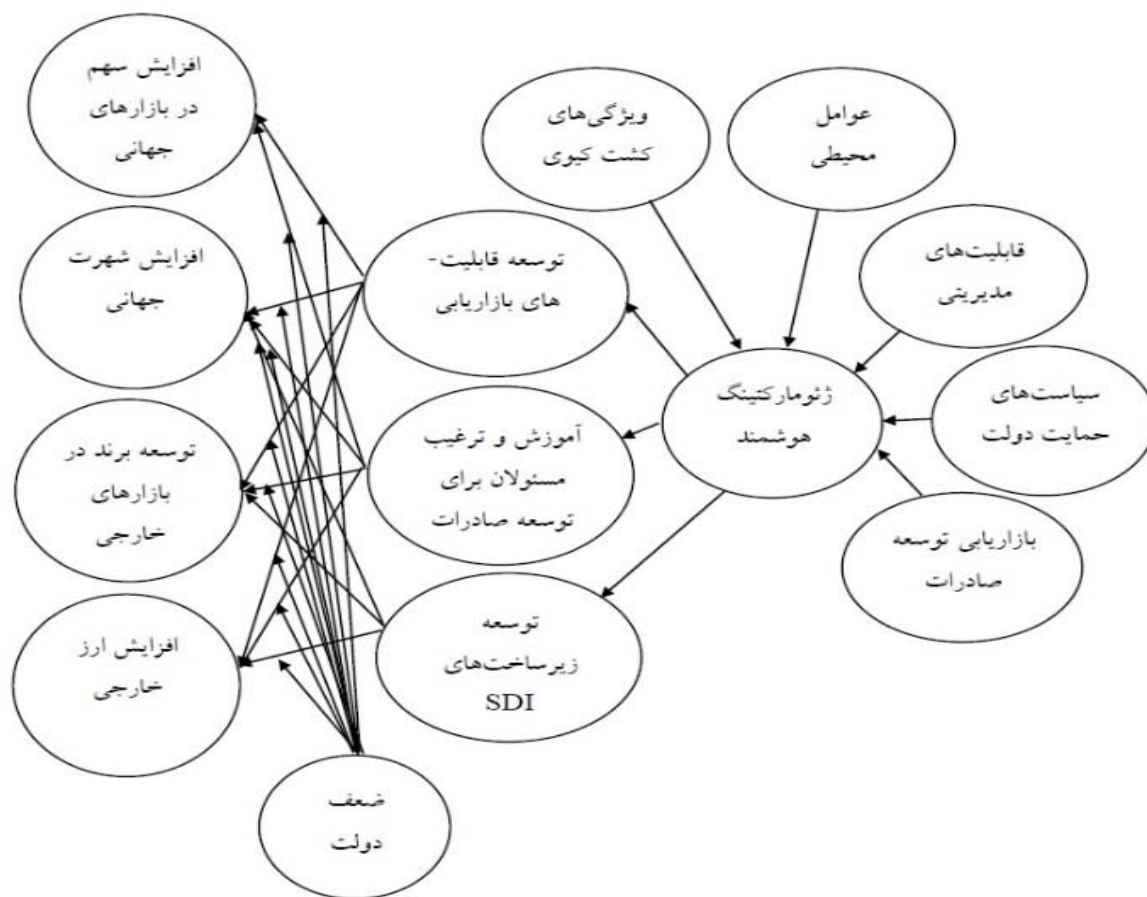 عوامل
محیطی
ویژگی‌های
کشت کیوی
قابلیت‌های
مدیریتی
سیاست‌های
حمایت دولت
بازاریابی توسعه
صادرات
ژئومارکتینگ
هوشمند
توسعه قابلیت-
های بازاریابی
آموزش و ترغیب
مسئولان برای
توسعه صادرات
توسعه
زیرساخت‌های
SDI
افزایش سهم
در بازارهای
جهانی
افزایش شهرت
جهانی
توسعه برند در
بازارهای
خارجی
افزایش ارز
خارجی
ضعف
دولت